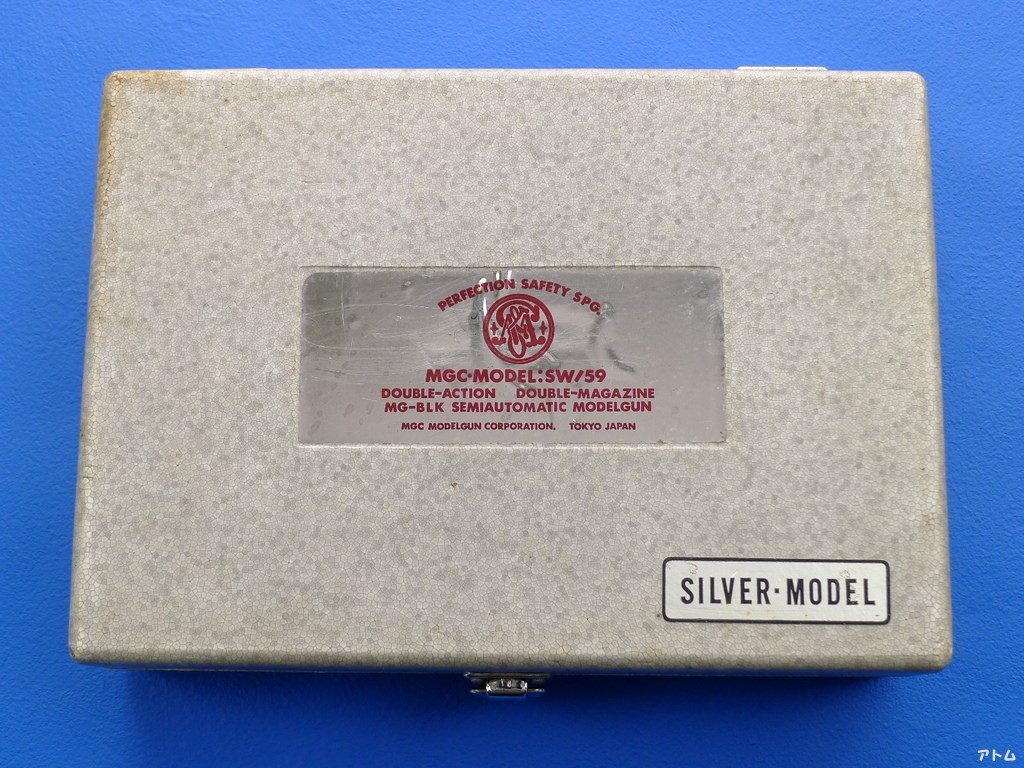 PERFECTION SAFETY SPG.
MGC•MODEL:SW/59
DOUBLE-ACTION DOUBLE-MAGAZINE
MG-BLK SEMIAUTOMATIC MODELGUN
MGC MODELGUN CORPORATION. TOKYO JAPAN
SILVER•MODEL
アトム